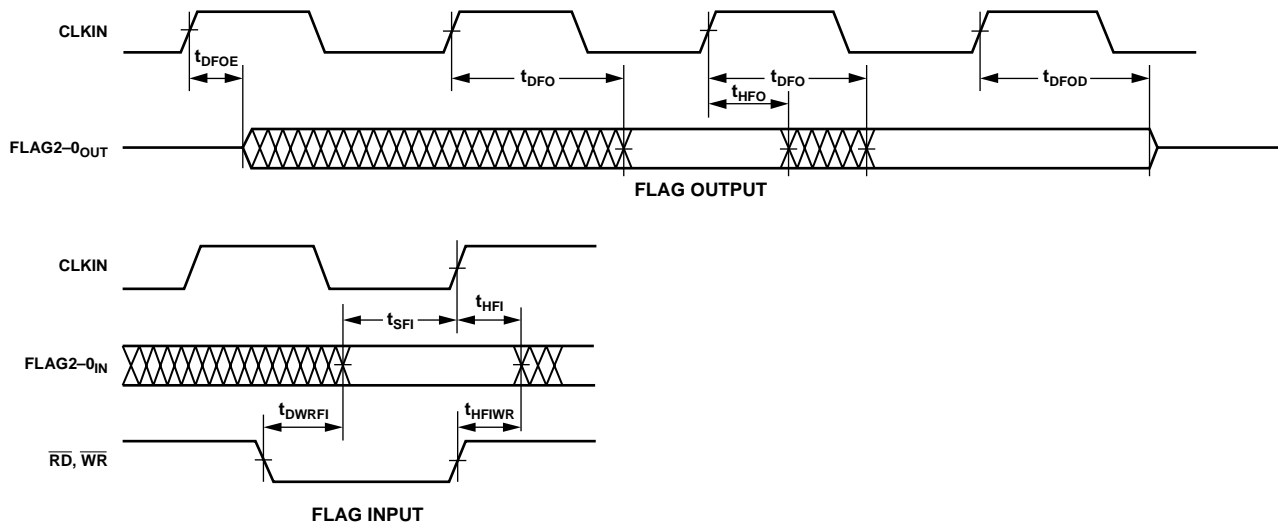 CLKIN
tDFOE
tDFO
tDFO
tHFO
tDFOD
FLAG2–0OUT
FLAG OUTPUT
CLKIN
tSFI
tHFI
FLAG2–0IN
tDWRFI
tHFIWR
RD, WR
FLAG INPUT